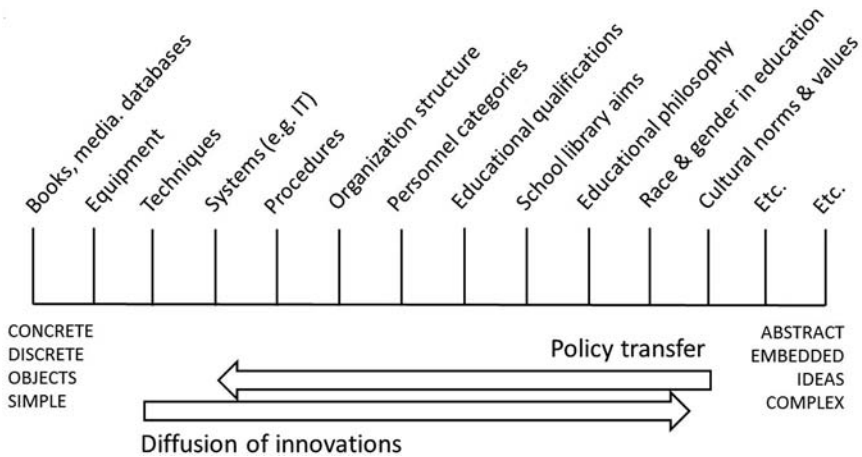 Books, media. databases
Equipment
Techniques
Systems (e.g. IT)
Procedures
Organization structure
Personnel categories
Educational qualifications
School library aims
Educational philosophy
Race & gender in education
Cultural norms & values
Etc.
Etc.
CONCRETE
DISCRETE
OBJECTS
SIMPLE
Policy transfer
ABSTRACT
EMBEDDED
IDEAS
COMPLEX
Diffusion of innovations